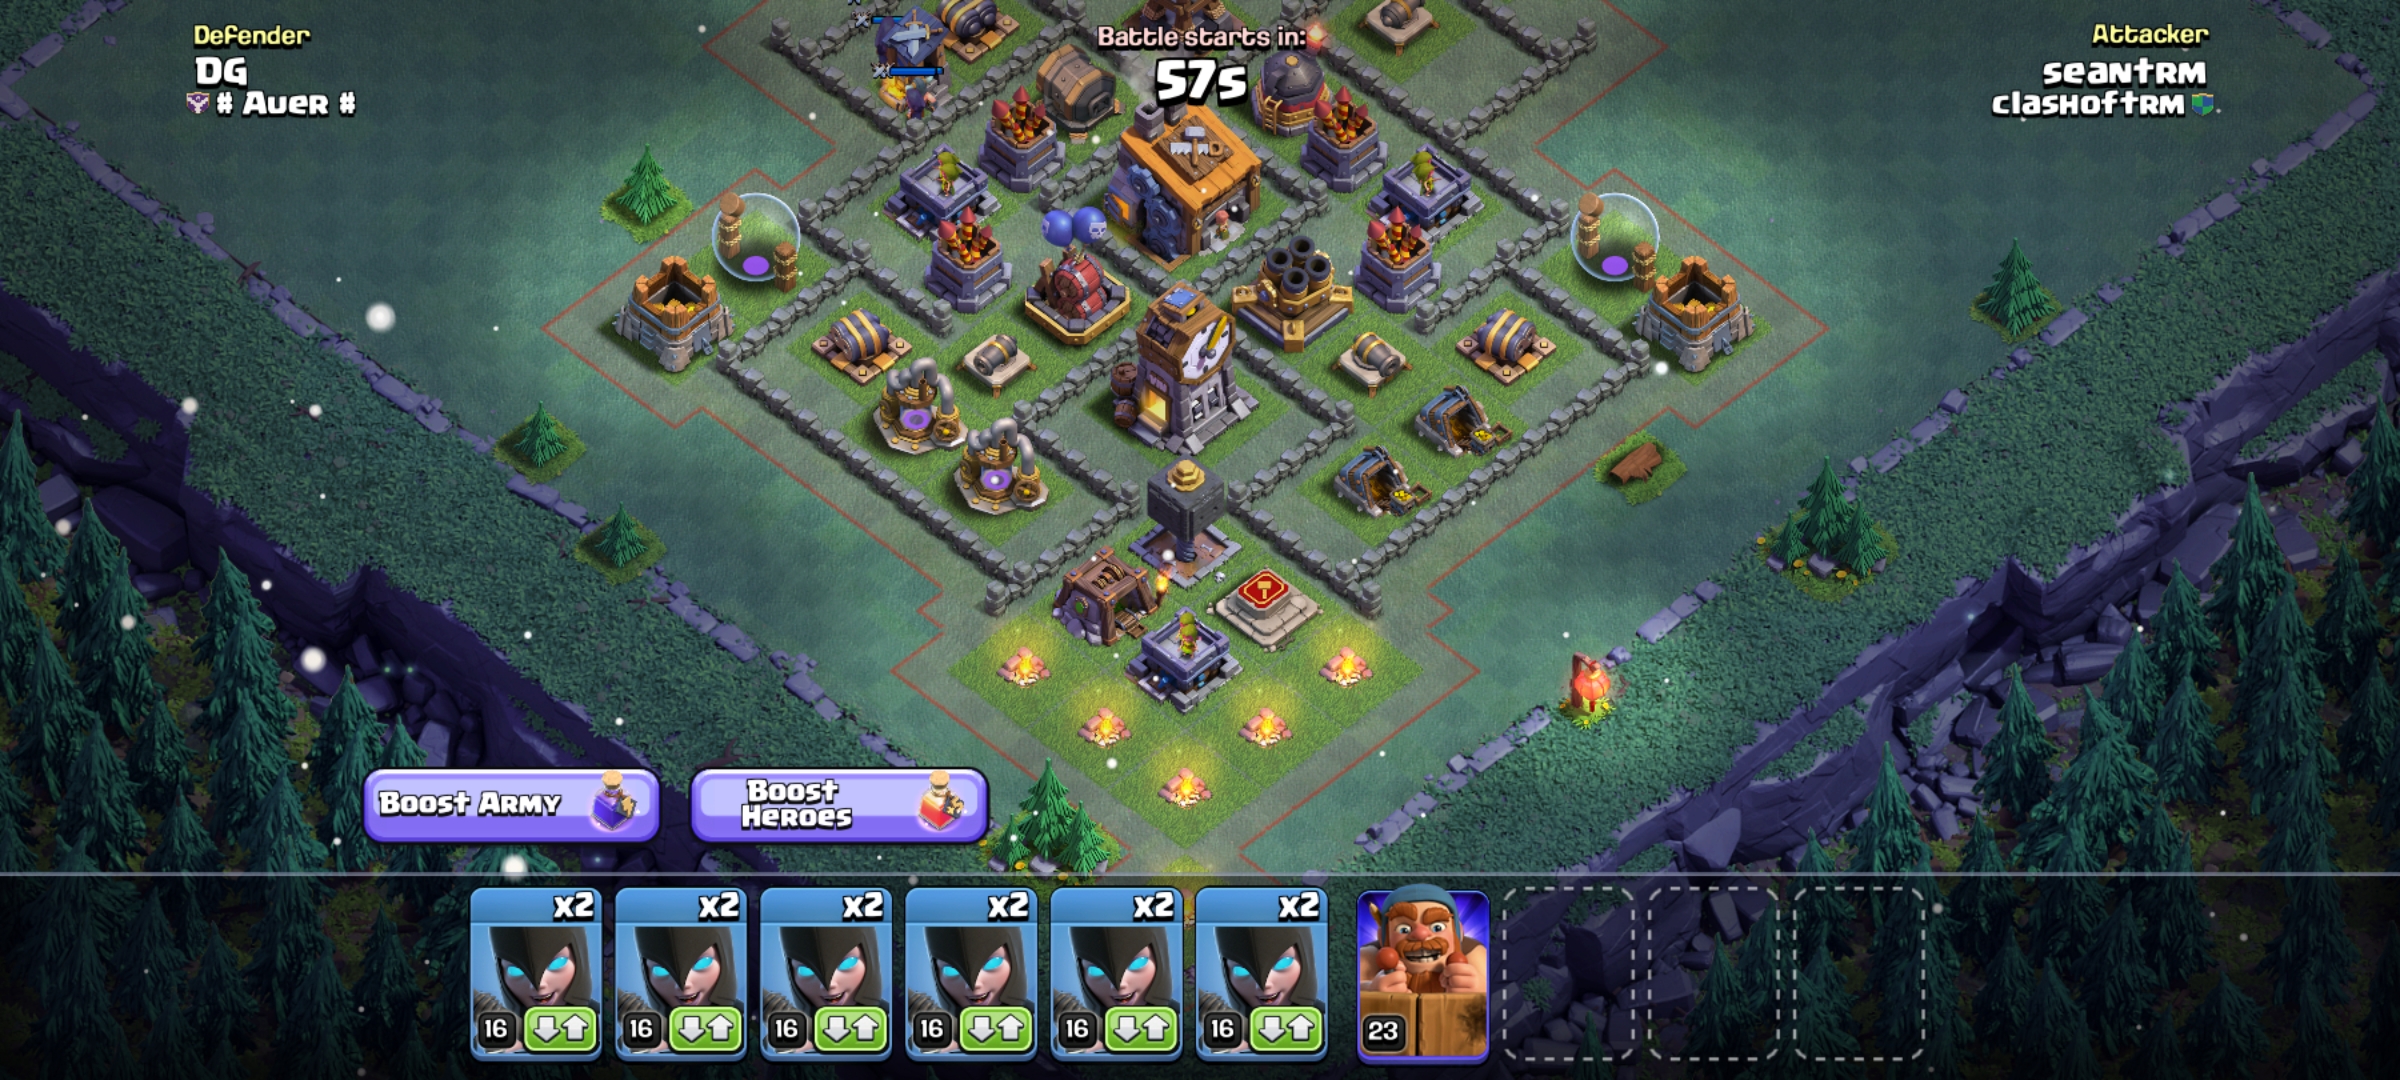 Defender
DG
# Auer #
Battle starts in:
57s
Attacker
seantRM
clashoftRM
Boost Army
Boost
Heroes
x2
x2
x2
x2
x2
x2
16
16
16
16
16
16
23